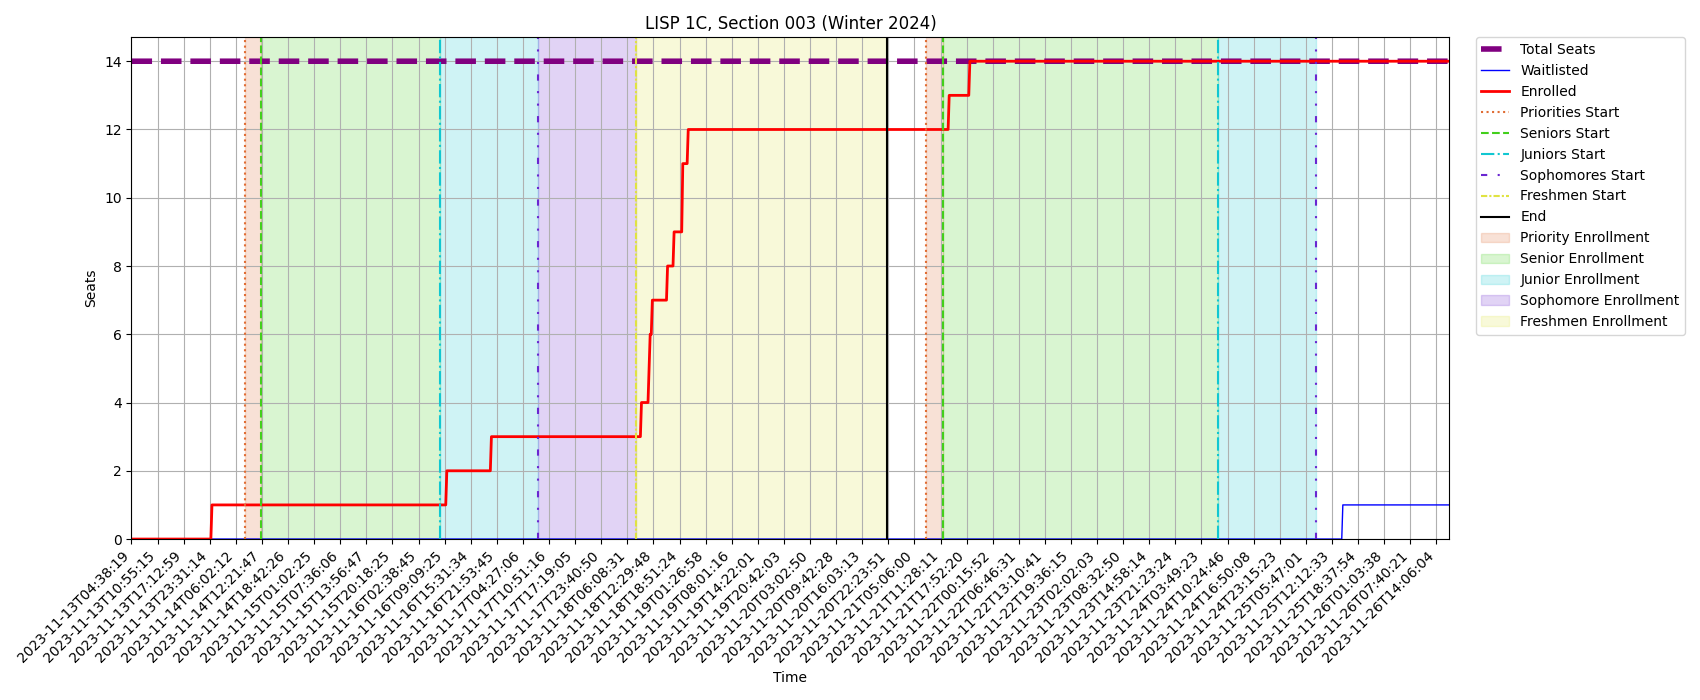 LISP 1C, Section 003 (Winter 2024)
Seats
14
12
10
8
6
4
2
0
2023-11-13T04:38:19
2023-11-13T10:55:15
2023-11-13T17:12:59
2023-11-13T23:31:14
2023-11-14T06:02:12
2023-11-14T12:21:47
2023-11-14T18:42:26
2023-11-15T01:02:25
2023-11-15T07:36:06
2023-11-15T13:56:47
2023-11-15T20:18:25
2023-11-16T02:38:45
2023-11-16T09:09:25
2023-11-16T15:31:34
2023-11-16T21:53:45
2023-11-17T04:27:06
2023-11-17T10:51:16
2023-11-17T17:19:05
2023-11-17T23:40:50
2023-11-18T06:08:31
2023-11-18T12:29:48
2023-11-18T18:51:24
2023-11-19T01:26:58
2023-11-19T08:01:16
2023-11-19T14:22:01
2023-11-19T20:42:03
2023-11-20T03:02:50
2023-11-20T09:42:28
2023-11-20T16:03:13
2023-11-20T22:23:51
2023-11-21T05:06:00
2023-11-21T11:28:11
2023-11-21T17:52:20
2023-11-22T00:15:52
2023-11-22T06:46:31
2023-11-22T13:10:41
2023-11-22T19:36:15
2023-11-23T02:02:03
2023-11-23T08:32:50
2023-11-23T14:58:14
2023-11-23T21:23:24
2023-11-24T03:49:23
2023-11-24T10:24:46
2023-11-24T16:50:08
2023-11-24T23:15:23
2023-11-25T05:47:01
2023-11-25T12:12:33
2023-11-25T18:37:54
2023-11-26T01:03:38
2023-11-26T07:40:21
2023-11-26T14:06:04
Time
Total Seats
Waitlisted
Enrolled
Priorities Start
Seniors Start
Juniors Start
Sophomores Start
Freshmen Start
End
Priority Enrollment
Senior Enrollment
Junior Enrollment
Sophomore Enrollment
Freshmen Enrollment